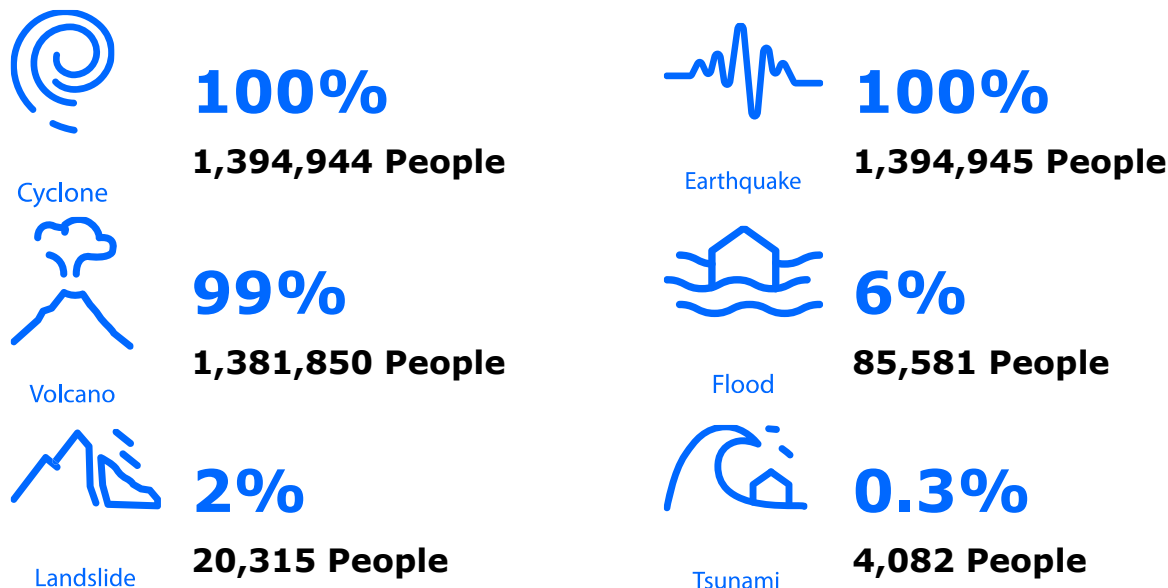 100%
1,394,944 People
Cyclone
100%
1,394,945 People
Earthquake
99%
1,381,850 People
Volcano
6%
85,581 People
Flood
2%
20,315 People
Landslide
0.3%
4,082 People
Tsunami